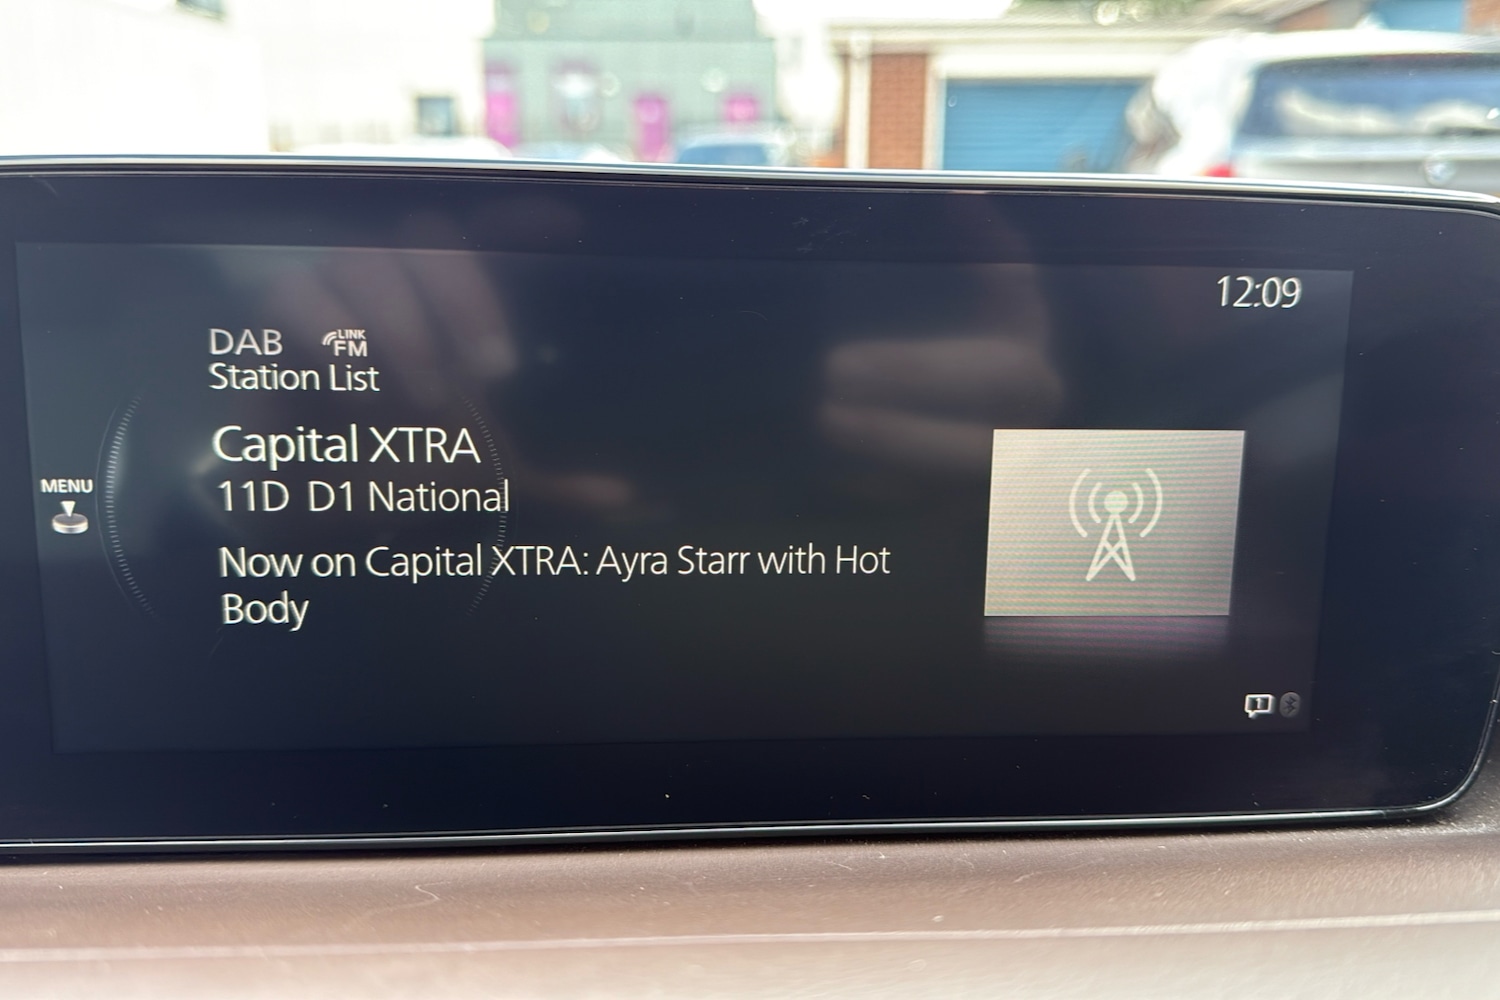 12:09
DAB LINK FM
Station List
Capital XTRA
MENU
11D D1 National
Now on Capital XTRA: Ayra Starr with Hot
Body
1